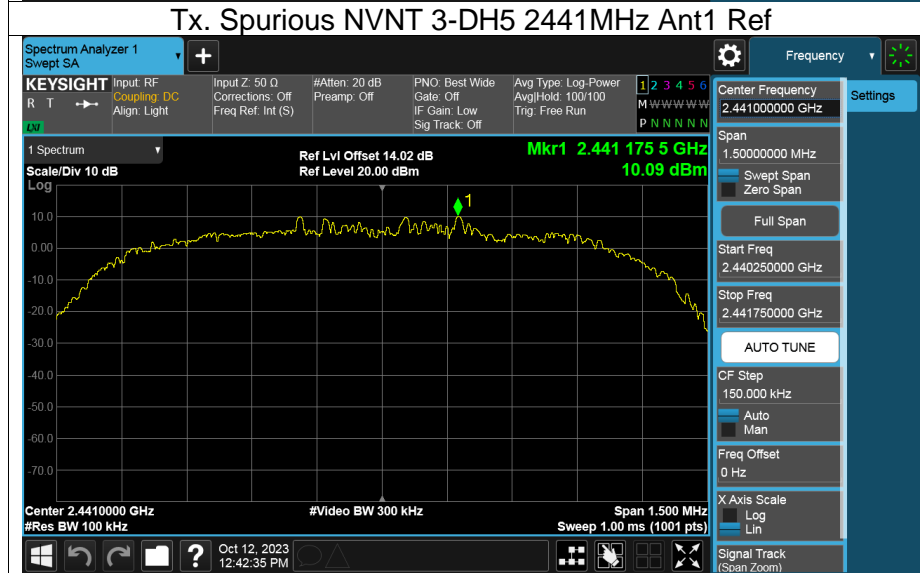 Tx. Spurious NVNT 3-DH5 2441MHz Ant1 Ref
Spectrum Analyzer 1
Swept SA
+
Frequency
KEYSIGHT
R T
LXI
Input: RF
Coupling: DC
Align: Light
Input Z: 50 Ω
Corrections: Off
Freq Ref: Int (S)
#Atten: 20 dB
Preamp: Off
PNO: Best Wide
Gate: Off
IF Gain: Low
Sig Track: Off
Avg Type: Log-Power
Avg|Hold: 100/100
Trig: Free Run
1 2 3 4 5 6
M W W W W W
P N N N N N
1 Spectrum
Scale/Div 10 dB
Log
Ref Lvl Offset 14.02 dB
Ref Level 20.00 dBm
Mkr1 2.441 175 5 GHz
10.09 dBm
1
10.0
0.00
-10.0
-20.0
-30.0
-40.0
-50.0
-60.0
-70.0
Center 2.4410000 GHz
#Res BW 100 kHz
#Video BW 300 kHz
Span 1.500 MHz
Sweep 1.00 ms (1001 pts)
Center Frequency
2.441000000 GHz
Settings
Span
1.50000000 MHz
Swept Span
Zero Span
Full Span
Start Freq
2.440250000 GHz
Stop Freq
2.441750000 GHz
AUTO TUNE
CF Step
150.000 kHz
Auto
Man
Freq Offset
0 Hz
X Axis Scale
Log
Lin
Signal Track
(Span Zoom)
?
Oct 12, 2023
12:42:35 PM